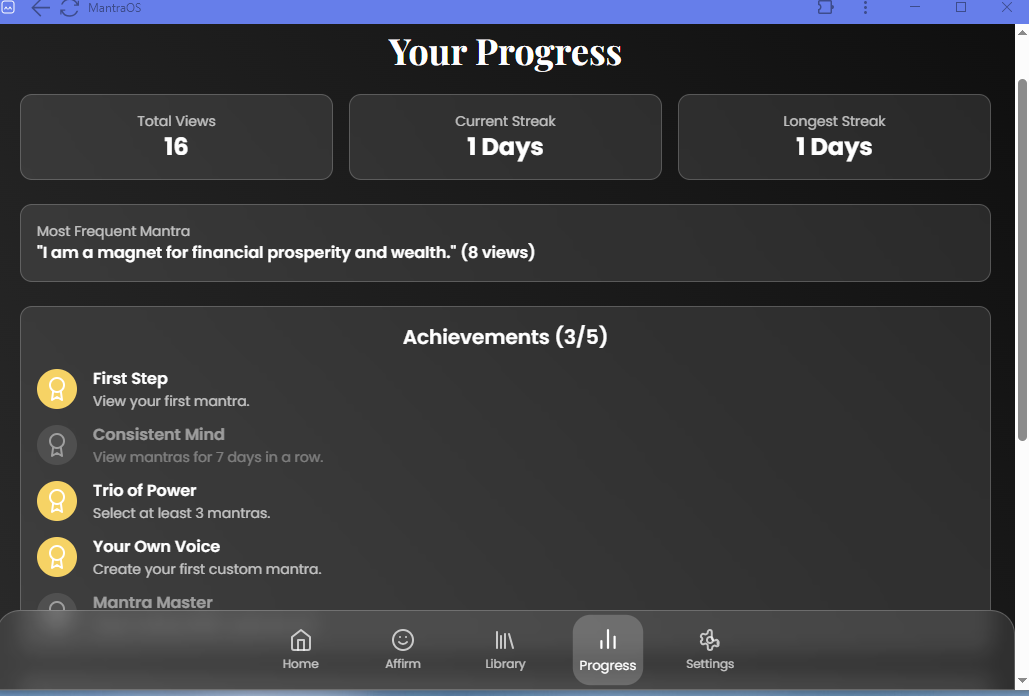 MantraOS
Your Progress
Total Views
16
Current Streak
1 Days
Longest Streak
1 Days
Most Frequent Mantra
"I am a magnet for financial prosperity and wealth." (8 views)
Achievements (3/5)
First Step
View your first mantra.
Consistent Mind
View mantras for 7 days in a row.
Trio of Power
Select at least 3 mantras.
Your Own Voice
Create your first custom mantra.
Mantra Master
Home
Affirm
Library
Progress
Settings